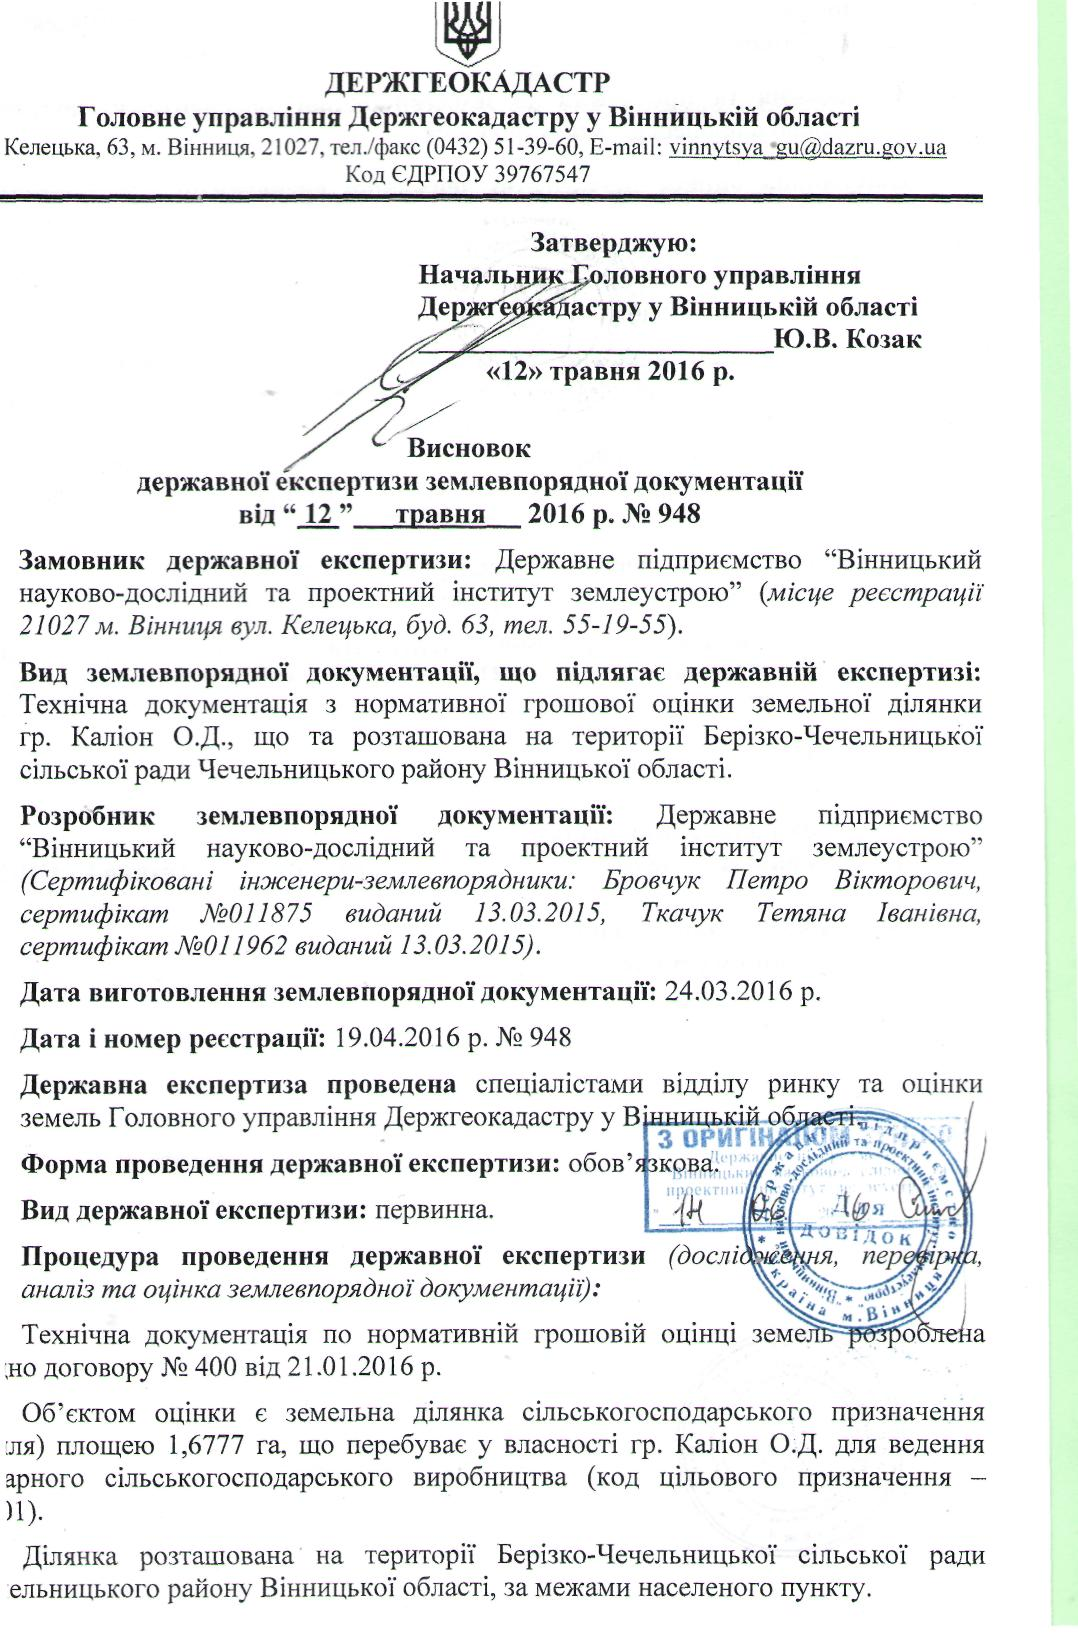 ДЕРЖГЕОКАДАСТР
Головне управління Держгеокадастру у Вінницькій області
Келецька, 63, м. Вінниця, 21027, тел./факс (0432) 51-39-60, E-mail: vinnytsya_gu@dazru.gov.ua
Код ЄДРПОУ 39767547
Затверджую:
Начальник Головного управління
Держгеокадастру у Вінницькій області
Ю.В. Козак
«12» травня 2016 р.
Висновок
державної експертизи землевпорядної документації
від “ 12 ” травня 2016 р. № 948
Замовник державної експертизи: Державне підприємство “Вінницький
науково-дослідний та проектний інститут землеустрою” (місце реєстрації
21027 м. Вінниця вул. Келецька, буд. 63, тел. 55-19-55).
Вид землевпорядної документації, що підлягає державній експертизі:
Технічна документація з нормативної грошової оцінки земельної ділянки
гр. Каліон О.Д., що та розташована на території Берізко-Чечельницької
сільської ради Чечельницького району Вінницької області.
Розробник землевпорядної документації: Державне підприємство
“Вінницький науково-дослідний та проектний інститут землеустрою”
(Сертифіковані інженери-землевпорядники: Бровчук Петро Вікторович,
сертифікат №011875 виданий 13.03.2015, Ткачук Тетяна Іванівна,
сертифікат №011962 виданий 13.03.2015).
Дата виготовлення землевпорядної документації: 24.03.2016 р.
Дата і номер реєстрації: 19.04.2016 р. № 948
Державна експертиза проведена спеціалістами відділу ринку та оцінки
земель Головного управління Держгеокадастру у Вінницькій області.
З ОРИГІНАЛОМ
Форма проведення державної експертизи: обов’язкова.
Вид державної експертизи: первинна.
Для
ДОВІДОК
Україна м.Вінниця
Процедура проведення державної експертизи (дослідження, перевірка,
аналіз та оцінка землевпорядної документації):
Технічна документація по нормативній грошовій оцінці земель розроблена
но договору № 400 від 21.01.2016 р.
Об’єктом оцінки є земельна ділянка сільськогосподарського призначення
ля) площею 1,6777 га, що перебуває у власності гр. Каліон О.Д. для ведення
арного сільськогосподарського виробництва (код цільового призначення –
01).
Ділянка розташована на території Берізко-Чечельницької сільської ради
ельницького району Вінницької області, за межами населеного пункту.